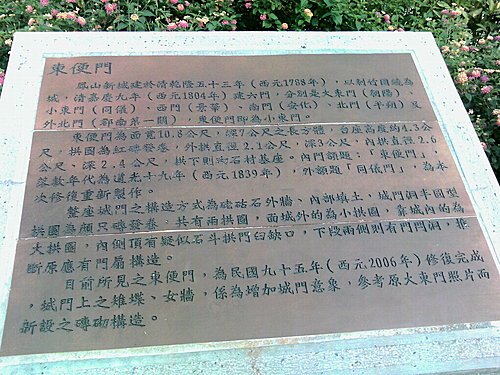 東便門
鳳山新城建於清乾隆五十三年（西元1788年），以刺竹圍繞為
城，清嘉慶九年（西元1804年）建六門，分別是大東門（朝陽）、
小東門（同儀）、西門（景華）、南門（安化）、北門（平朔）及
外北門（郡南第一關），東便門即為小東門。
東便門為面寬10.8公尺，深7公尺之長方體，台座高度約4.3公
尺，拱圈為紅磚發券，外拱直徑2.1公尺，深3公尺，內拱直徑2.6
公尺、深2.4公尺，拱下則為石材基座。內門額題：「東便門」，
落款年代為道光十九年（西元1839年），外額題「同儀門」，為本
次修復重新製作。
整座城門之構造方式為硓𥑮石外牆、內部填土，城門洞半圓型
拱圈為顏只磚發券，共有兩拱圈，面城外的為小拱圈，靠城內的為
大拱圈，內側頂有疑似石斗拱門臼缺口，下段兩側則有門閂洞，推
斷原應有門扇構造。
目前所見之東便門，為民國九十五年（西元2006年）修復完成
，城門上之雉堞、女牆，係為增加城門意象，參考原大東門照片而
新設之磚砌構造。